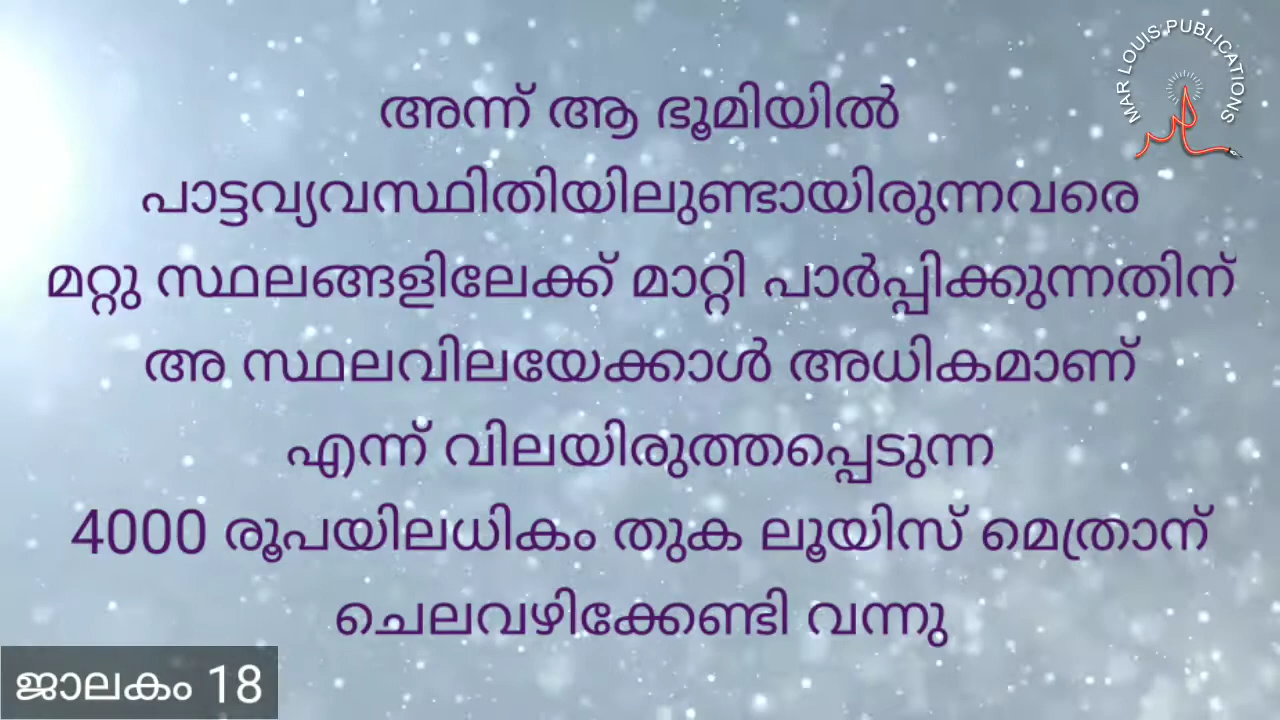 MAR LOUIS PUBLICATIONS
അന്ന് ആ ഭൂമിയിൽ
പാട്ടവ്യവസ്ഥിതിയിലുണ്ടായിരുന്നവരെ
മറ്റു സ്ഥലങ്ങളിലേക്ക് മാറ്റി പാർപ്പിക്കുന്നതിന്
അ സ്ഥലവിലയേക്കാൾ അധികമാണ്
എന്ന് വിലയിരുത്തപ്പെടുന്ന
4000 രൂപയിലധികം തുക ലൂയിസ് മെത്രാന്
ചെലവഴിക്കേണ്ടി വന്നു
ജാലകം 18